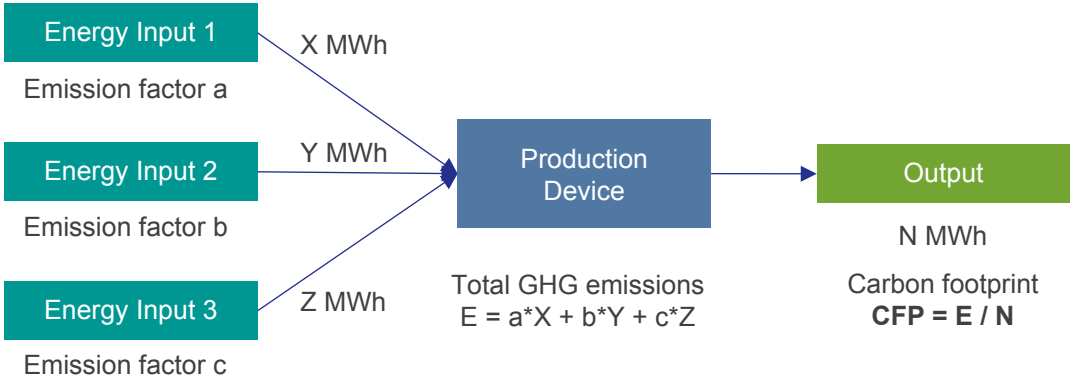 Energy Input 1
X MWh
Emission factor a
Energy Input 2
Y MWh
Emission factor b
Energy Input 3
Z MWh
Emission factor c
Production
Device
Total GHG emissions
E = a*X + b*Y + c*Z
Output
N MWh
Carbon footprint
CFP = E / N